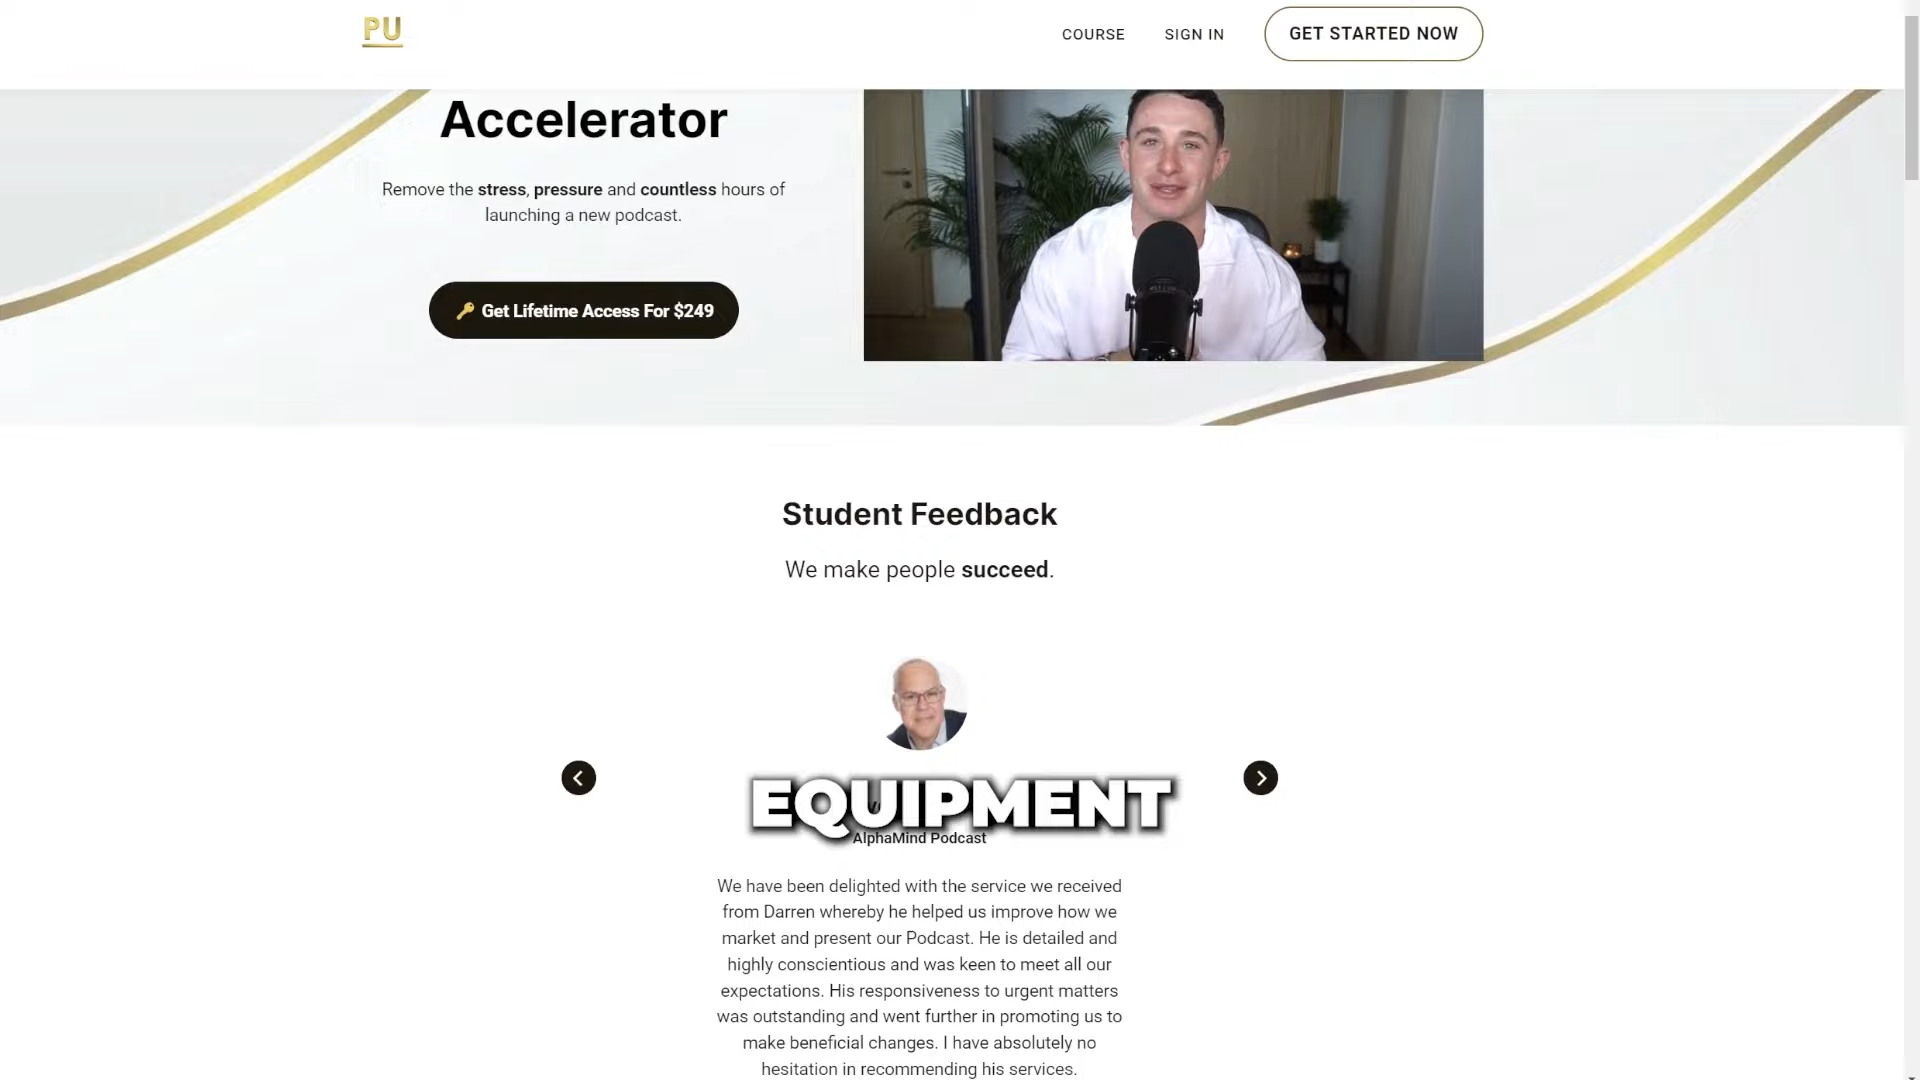 PU
COURSE
SIGN IN
GET STARTED NOW
Accelerator
Remove the stress, pressure and countless hours of
launching a new podcast.
Get Lifetime Access For $249
Student Feedback
We make people succeed.
EQUIPMENT
AlphaMind Podcast
We have been delighted with the service we received
from Darren whereby he helped us improve how we
market and present our Podcast. He is detailed and
highly conscientious and was keen to meet all our
expectations. His responsiveness to urgent matters
was outstanding and went further in promoting us to
make beneficial changes. I have absolutely no
hesitation in recommending his services.